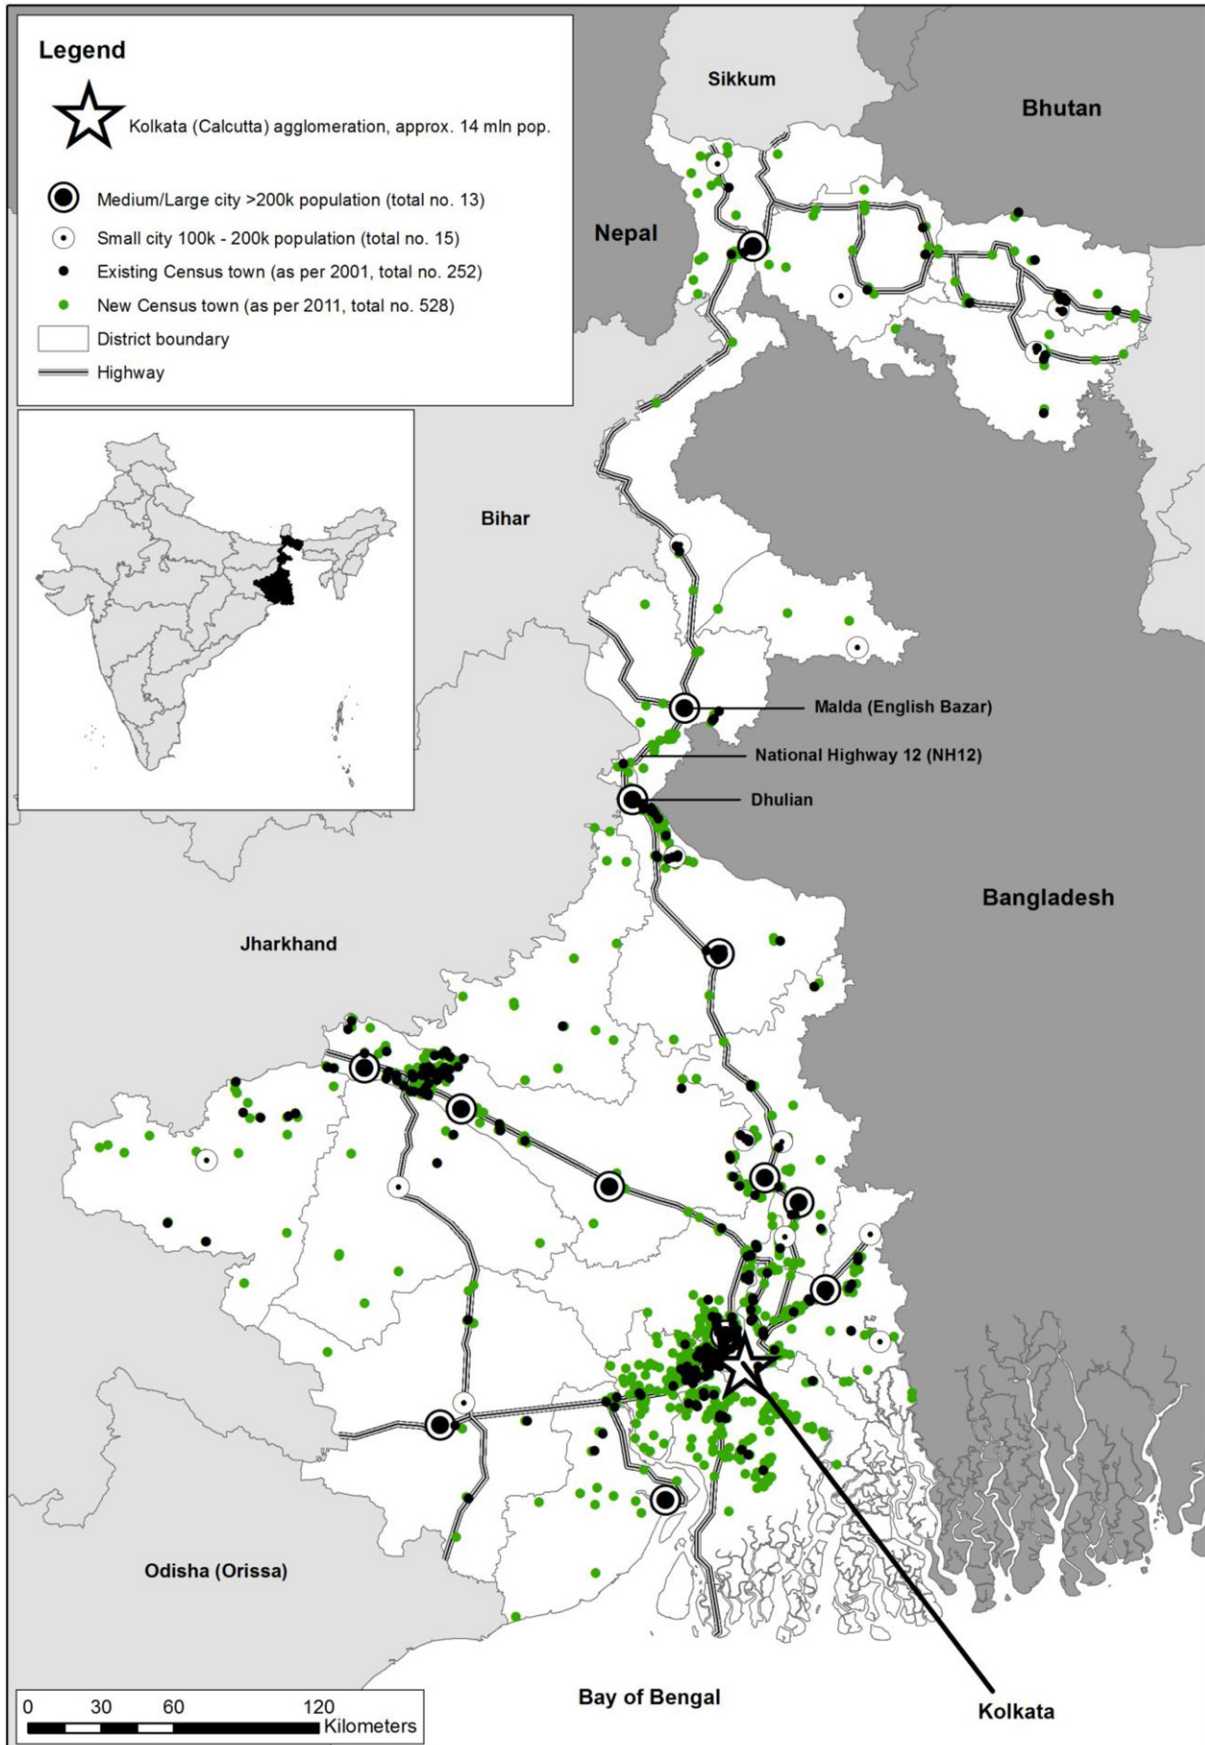 Legend
Kolkata (Calcutta) agglomeration, approx. 14 mln pop.
Medium/Large city >200k population (total no. 13)
Small city 100k - 200k population (total no. 15)
Existing Census town (as per 2001, total no. 252)
New Census town (as per 2011, total no. 528)
District boundary
Highway
Sikkum
Bhutan
Nepal
Bihar
Malda (English Bazar)
National Highway 12 (NH12)
Dhulian
Bangladesh
Jharkhand
Odisha (Orissa)
Bay of Bengal
Kolkata
0 30 60 120
Kilometers